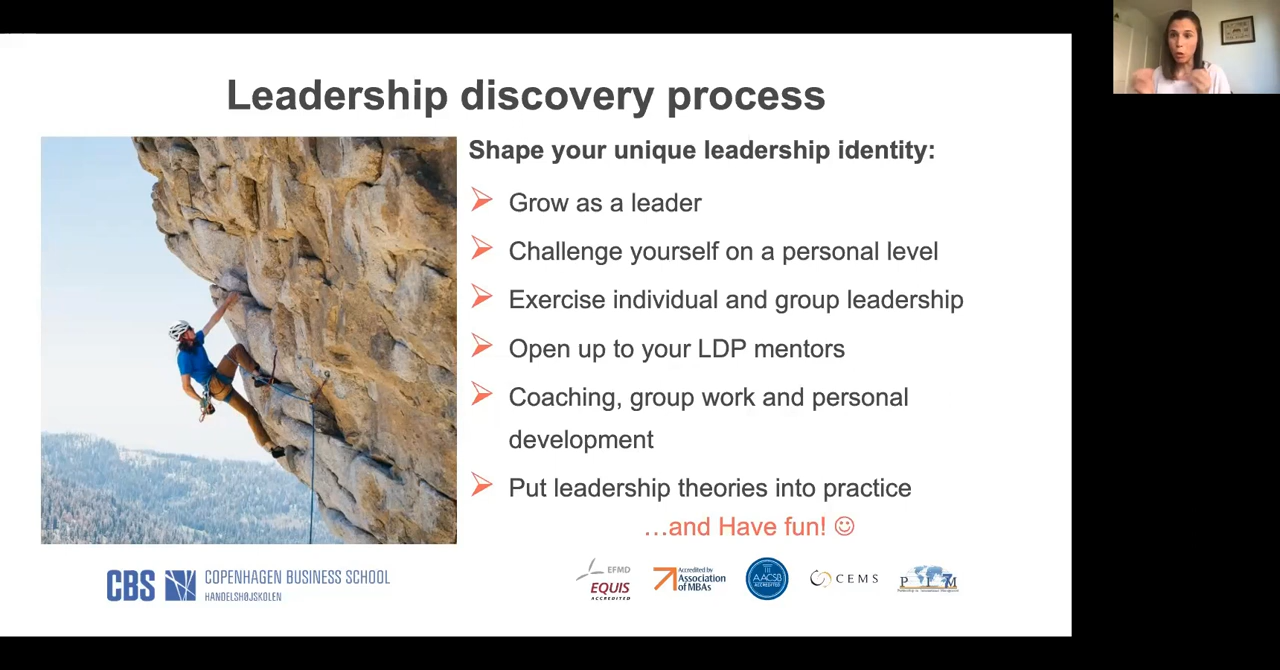 Leadership discovery process
Shape your unique leadership identity:
Grow as a leader
Challenge yourself on a personal level
Exercise individual and group leadership
Open up to your LDP mentors
Coaching, group work and personal
development
Put leadership theories into practice
…and Have fun! ☺
CBS COPENHAGEN BUSINESS SCHOOL
HANDELSHØJSKOLEN
EFMD
EQUIS
ACCREDITED
Accredited by
Association
of MBAs
AACSB
ACCREDITED
CEMS
PIM